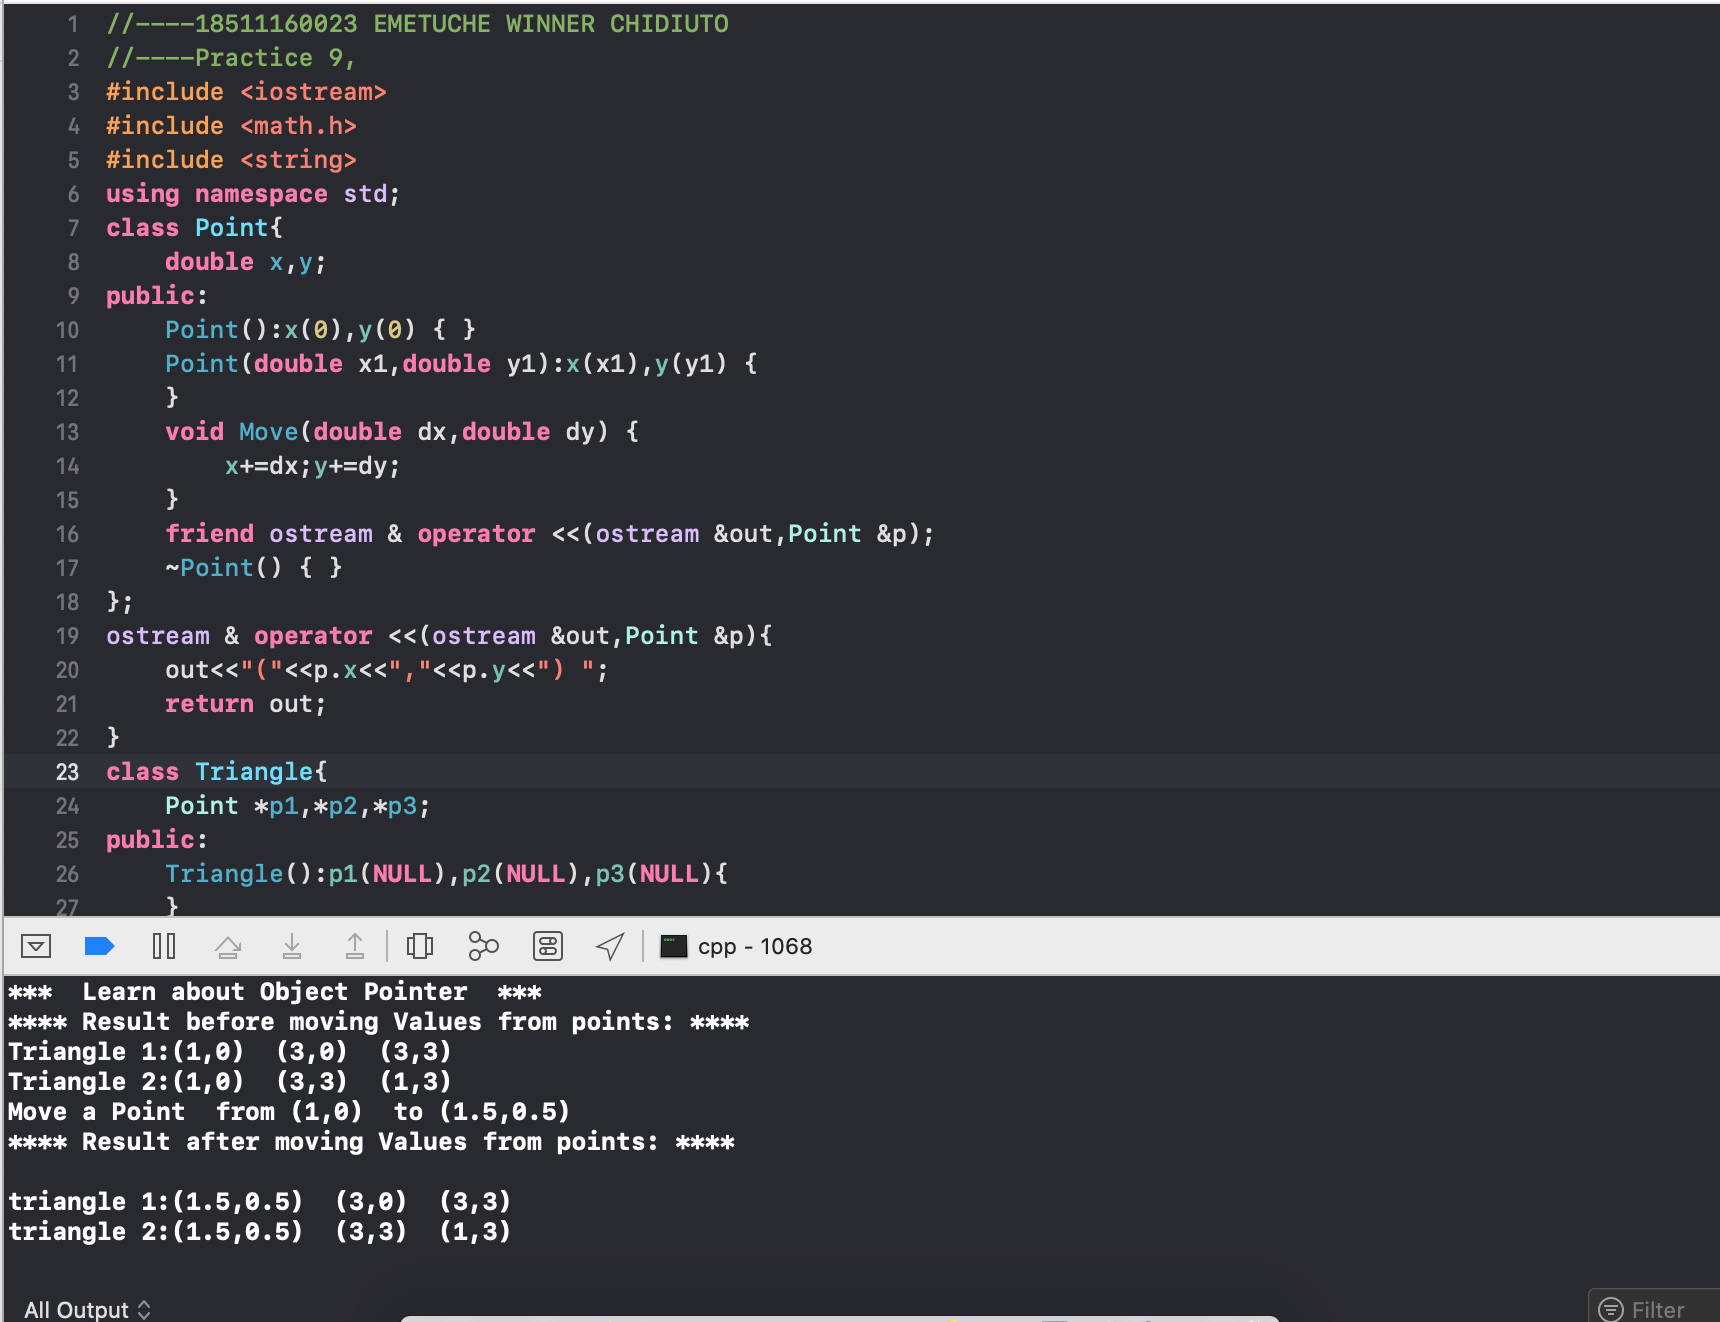 1 //----18511160023 EMETUCHE WINNER CHIDIUTO
2 //----Practice 9,
3 #include <iostream>
4 #include <math.h>
5 #include <string>
6 using namespace std;
7 class Point{
8     double x,y;
9 public:
10     Point():x(0),y(0) { }
11     Point(double x1,double y1):x(x1),y(y1) {
12     }
13     void Move(double dx,double dy) {
14         x+=dx;y+=dy;
15     }
16     friend ostream & operator <<(ostream &out,Point &p);
17     ~Point() { }
18 };
19 ostream & operator <<(ostream &out,Point &p){
20     out<<"("<<p.x<<","<<p.y<<") ";
21     return out;
22 }
23 class Triangle{
24     Point *p1,*p2,*p3;
25 public:
26     Triangle():p1(NULL),p2(NULL),p3(NULL){
27     }
cpp - 1068
***  Learn about Object Pointer  ***
**** Result before moving Values from points: ****
Triangle 1:(1,0)  (3,0)  (3,3)
Triangle 2:(1,0)  (3,3)  (1,3)
Move a Point  from (1,0)  to (1.5,0.5)
**** Result after moving Values from points: ****
triangle 1:(1.5,0.5)  (3,0)  (3,3)
triangle 2:(1.5,0.5)  (3,3)  (1,3)
All Output
Filter